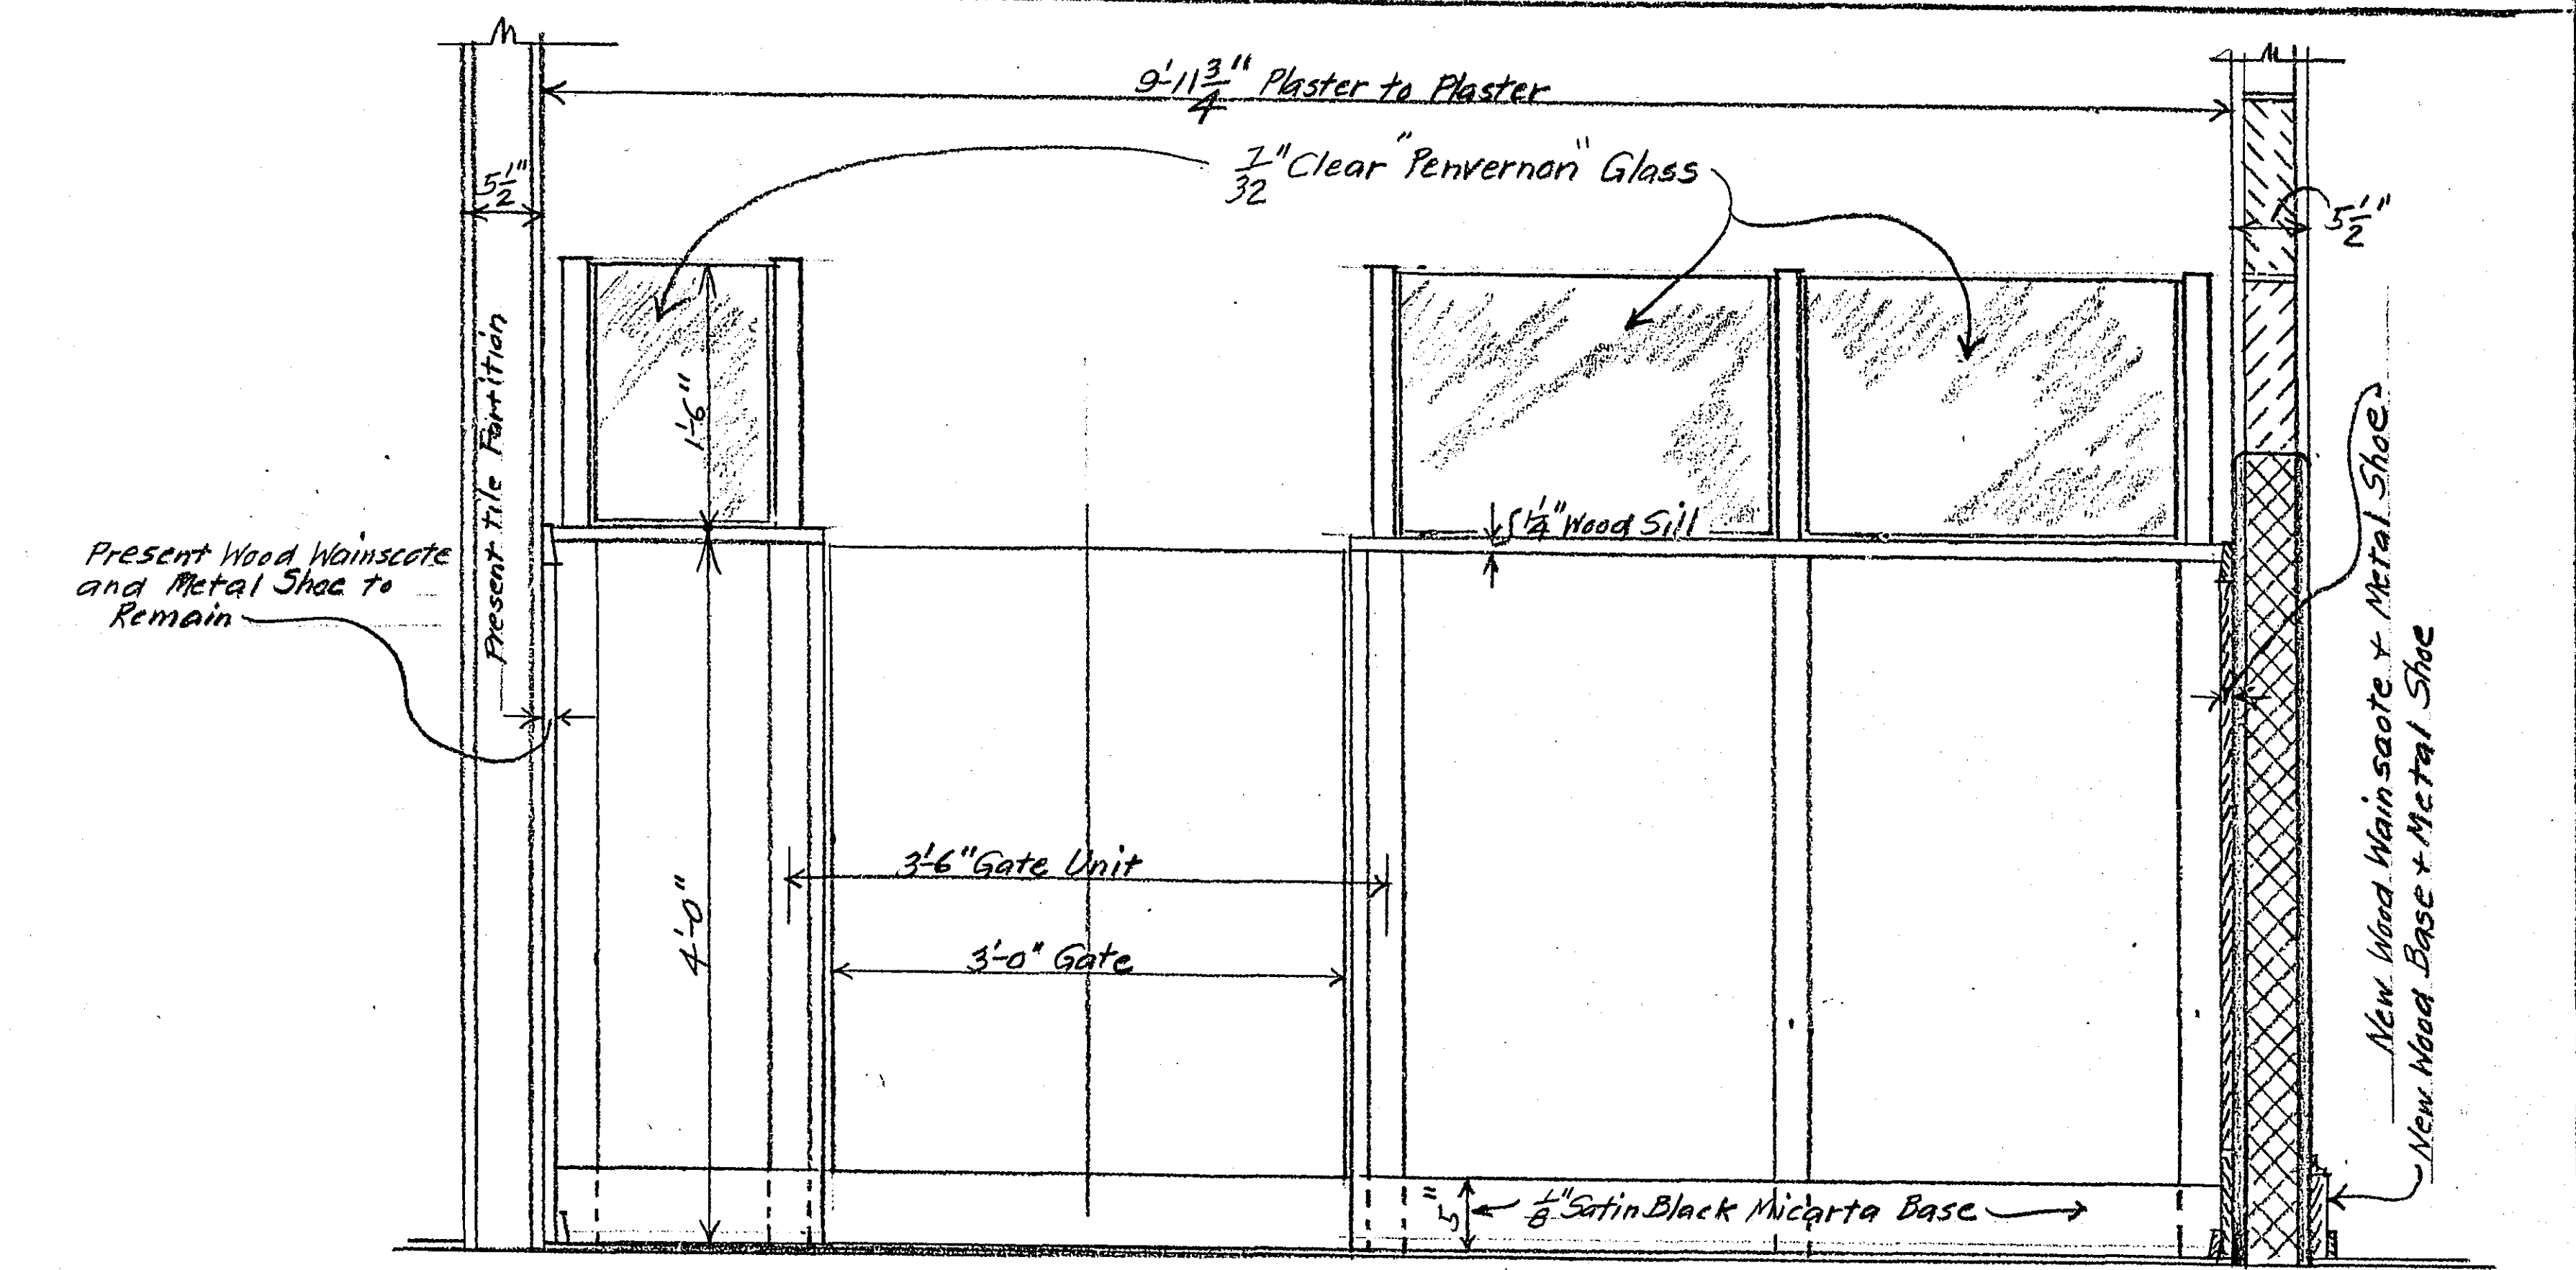 9'-11 3/4" Plaster to Plaster
7/32" Clear "Penvernon" Glass
5 1/2"
5 1/2"
1'-6"
Present tile Partition
1 1/4" Wood Sill
Present Wood Wainscote
and Metal Shoe to
Remain
New Wood Wainscote + Metal Shoe
New Wood Base + Metal Shoe
3'-6" Gate Unit
4'-0"
3'-0" Gate
5"
1/8" Satin Black Micarta Base